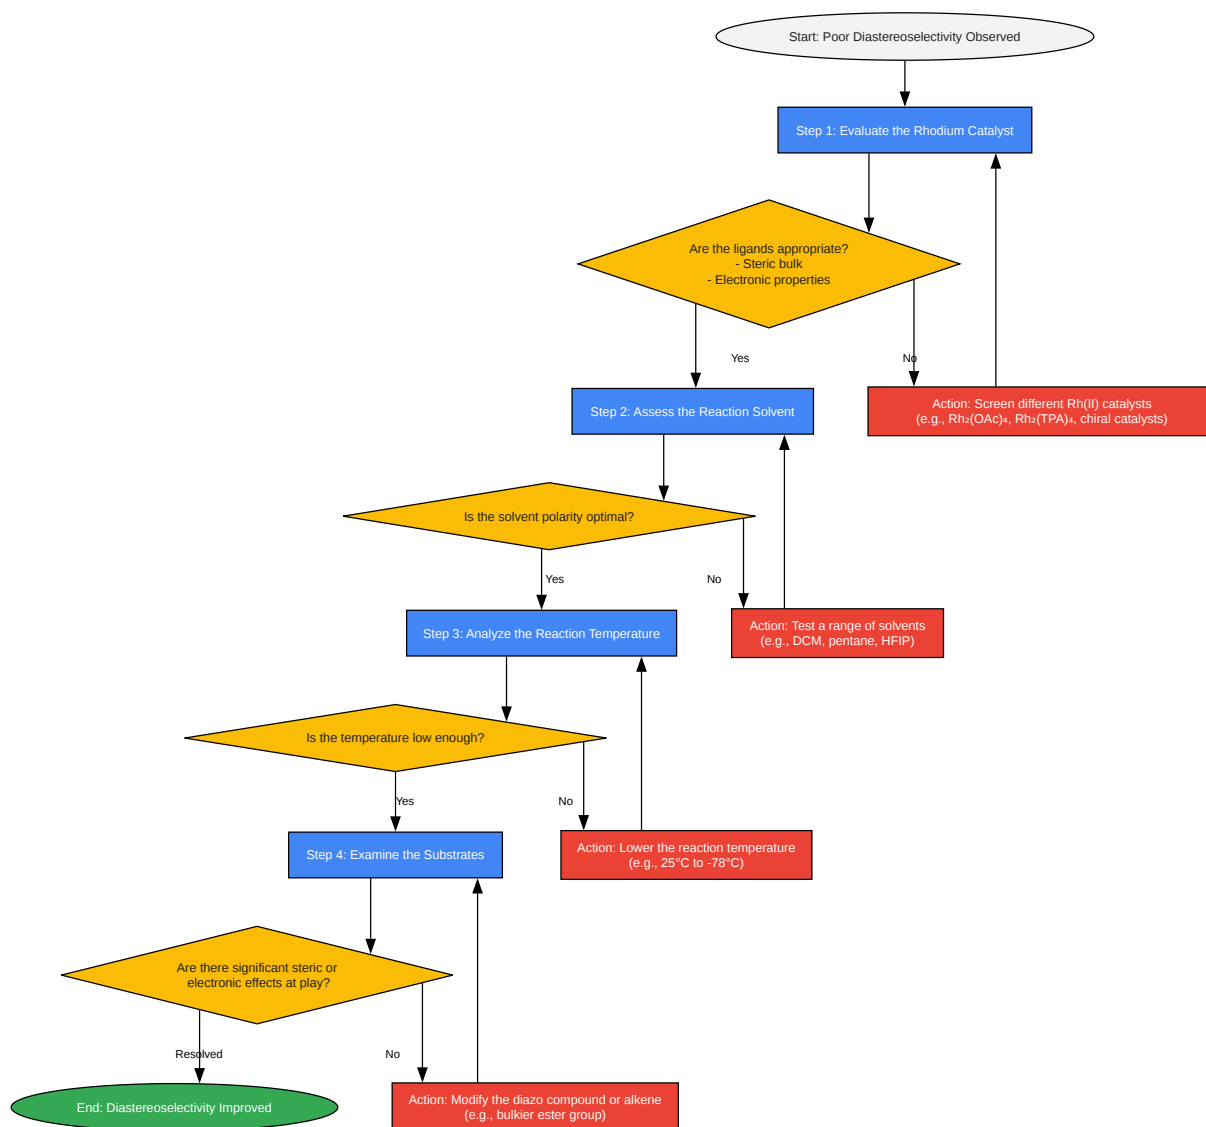 Start: Poor Diastereoselectivity Observed
Step 1: Evaluate the Rhodium Catalyst
Are the ligands appropriate?
- Steric bulk
- Electronic properties
Yes
No
Step 2: Assess the Reaction Solvent
Action: Screen different Rh(II) catalysts
(e.g., Rh₂(OAc)₄, Rh₂(TPA)₄, chiral catalysts)
Is the solvent polarity optimal?
Yes
No
Step 3: Analyze the Reaction Temperature
Action: Test a range of solvents
(e.g., DCM, pentane, HFIP)
Is the temperature low enough?
Yes
No
Step 4: Examine the Substrates
Action: Lower the reaction temperature
(e.g., 25°C to -78°C)
Are there significant steric or
electronic effects at play?
Resolved
No
End: Diastereoselectivity Improved
Action: Modify the diazo compound or alkene
(e.g., bulkier ester group)